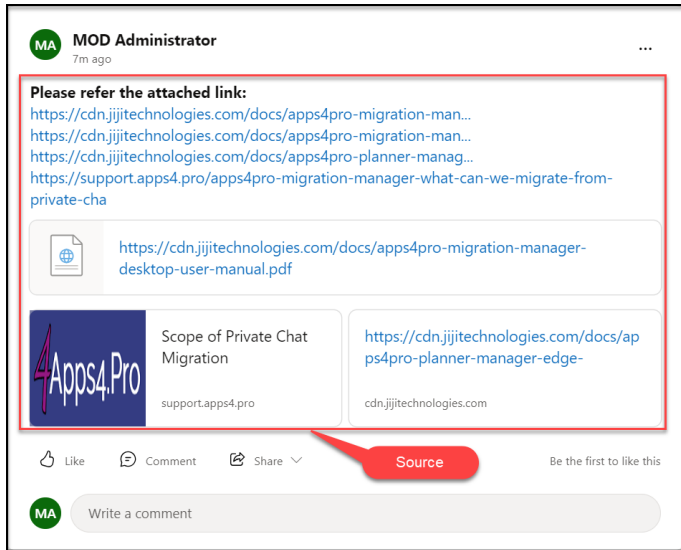 MA
MOD Administrator
...
7m ago
Please refer the attached link:
https://cdn.jijitechnologies.com/docs/apps4pro-migration-man...
https://cdn.jijitechnologies.com/docs/apps4pro-migration-man...
https://cdn.jijitechnologies.com/docs/apps4pro-planner-manag...
https://support.apps4.pro/apps4pro-migration-manager-what-can-we-migrate-from-
private-cha
https://cdn.jijitechnologies.com/docs/apps4pro-migration-manager-
desktop-user-manual.pdf
4Apps4.Pro
Scope of Private Chat
Migration
support.apps4.pro
https://cdn.jijitechnologies.com/docs/ap
ps4pro-planner-manager-edge-
cdn.jijitechnologies.com
Like
Comment
Share
Source
Be the first to like this
MA
Write a comment